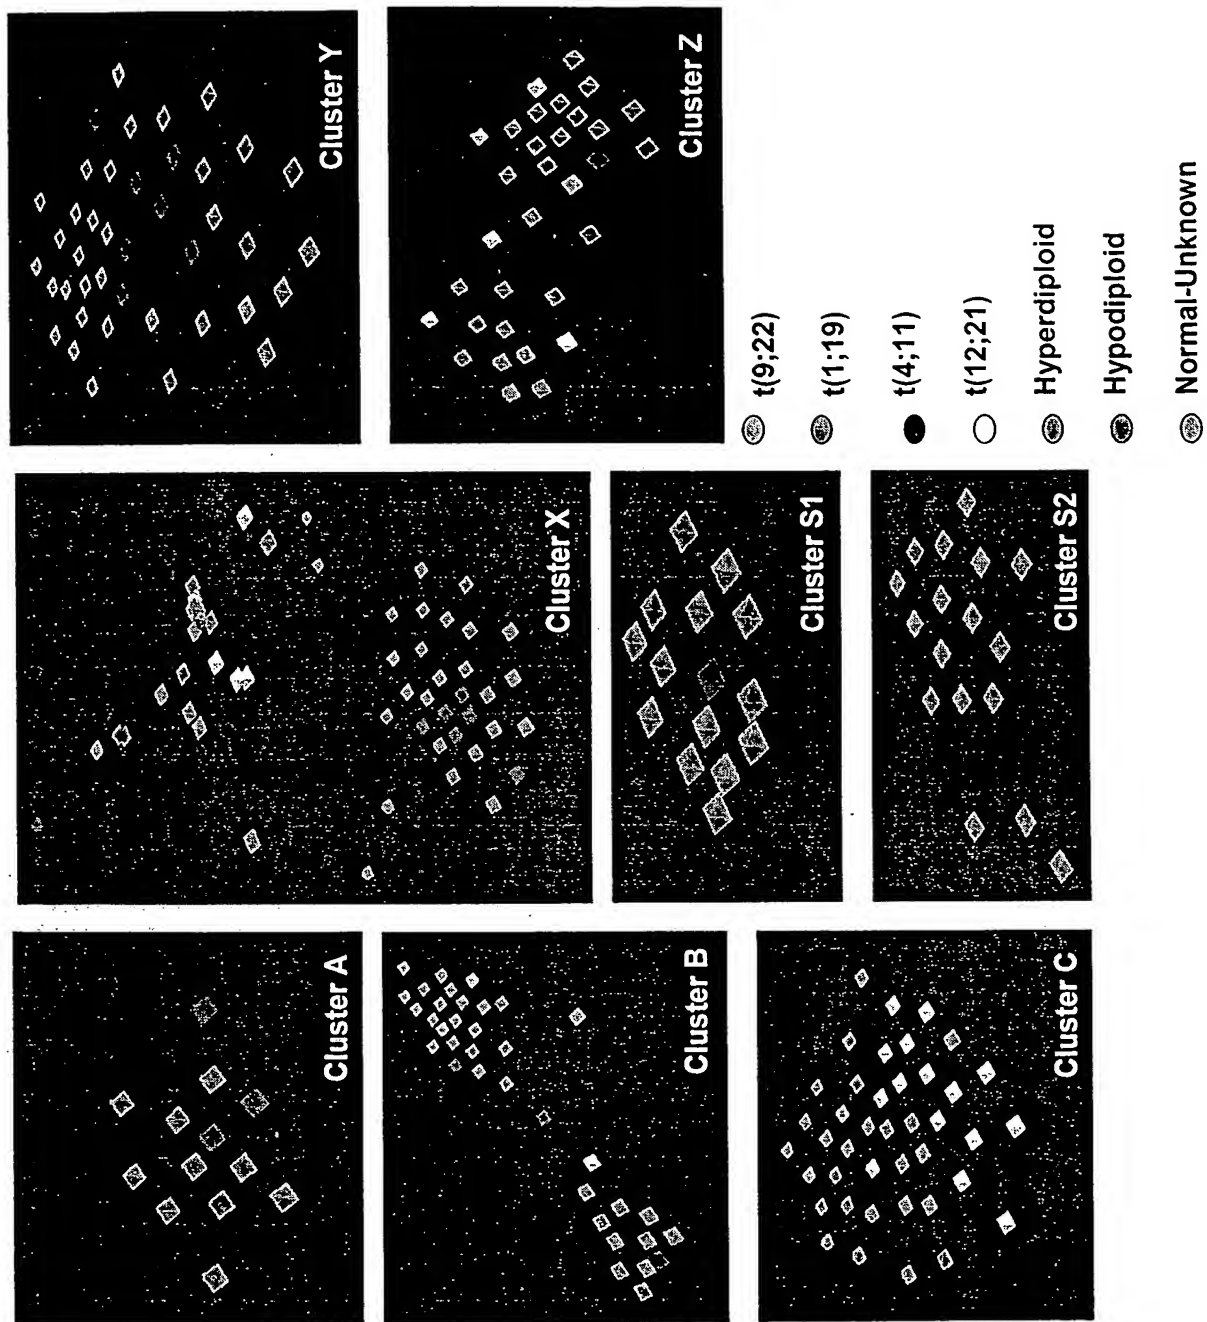 Cluster A
Cluster B
Cluster C
Cluster X
Cluster S1
Cluster S2
Cluster Y
Cluster Z
t(9;22)
t(1;19)
t(4;11)
t(12;21)
Hyperdiploid
Hypodiploid
Normal-Unknown